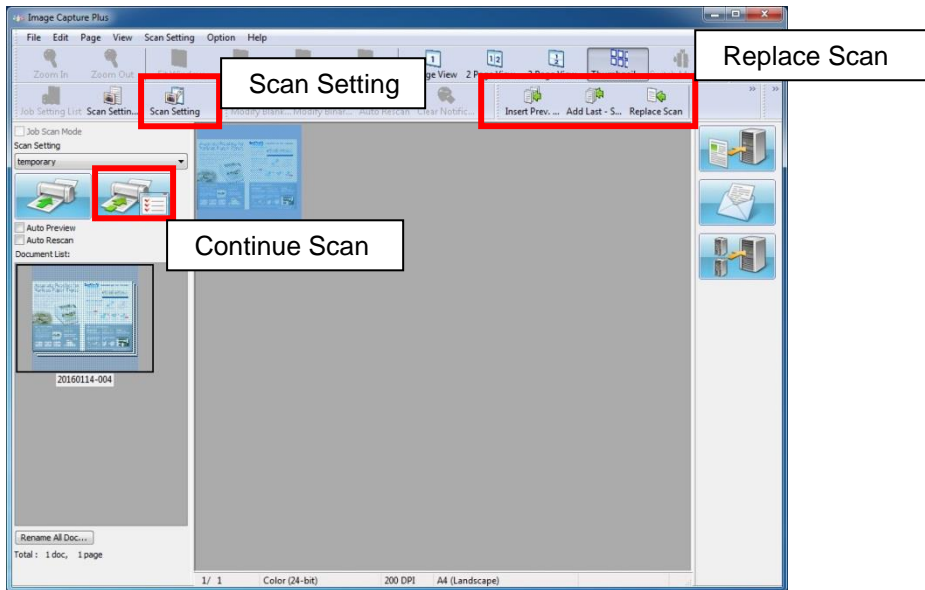 Image Capture Plus
File Edit Page View Scan Setting Option Help
Replace Scan
Zoom In Zoom Out
ge View 2 Page View
Scan Setting
Job Setting List Scan Settin... Scan Setting Modify Blank... Modify Binar... Auto Rescan Clear Notific... Insert Prev. ... Add Last - S... Replace Scan
Job Scan Mode
Scan Setting
temporary
Auto Preview
Auto Rescan
Continue Scan
Document List:
20160114-004
Rename All Doc...
Total : 1 doc, 1 page
1/ 1 Color (24-bit) 200 DPI A4 (Landscape)